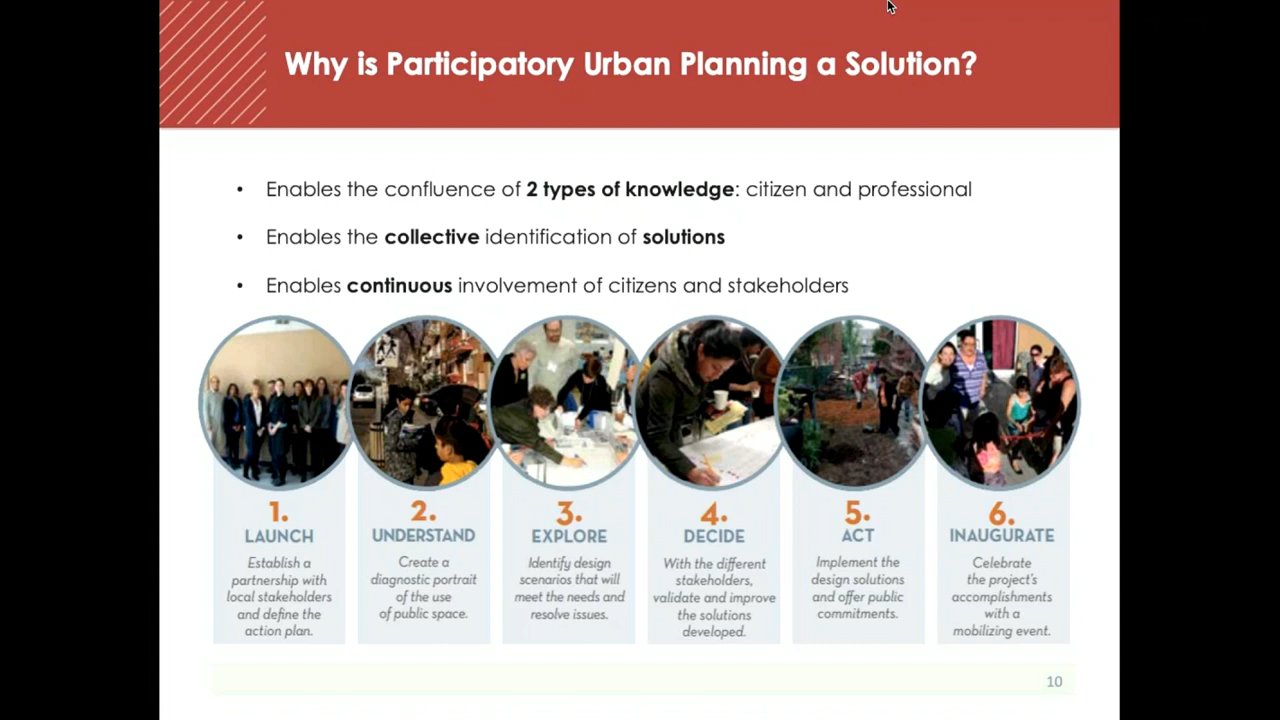 Why is Participatory Urban Planning a Solution?
• Enables the confluence of 2 types of knowledge: citizen and professional
• Enables the collective identification of solutions
• Enables continuous involvement of citizens and stakeholders
1.
LAUNCH
Establish a
partnership with
local stakeholders
and define the
action plan.
2.
UNDERSTAND
Create a
diagnostic portrait
of the use
of public space.
3.
EXPLORE
Identify design
scenarios that will
meet the needs and
resolve issues.
4.
DECIDE
With the different
stakeholders,
validate and improve
the solutions
developed.
5.
ACT
Implement the
design solutions
and offer public
commitments.
6.
INAUGURATE
Celebrate
the project's
accomplishments
with a
mobilizing event.
10